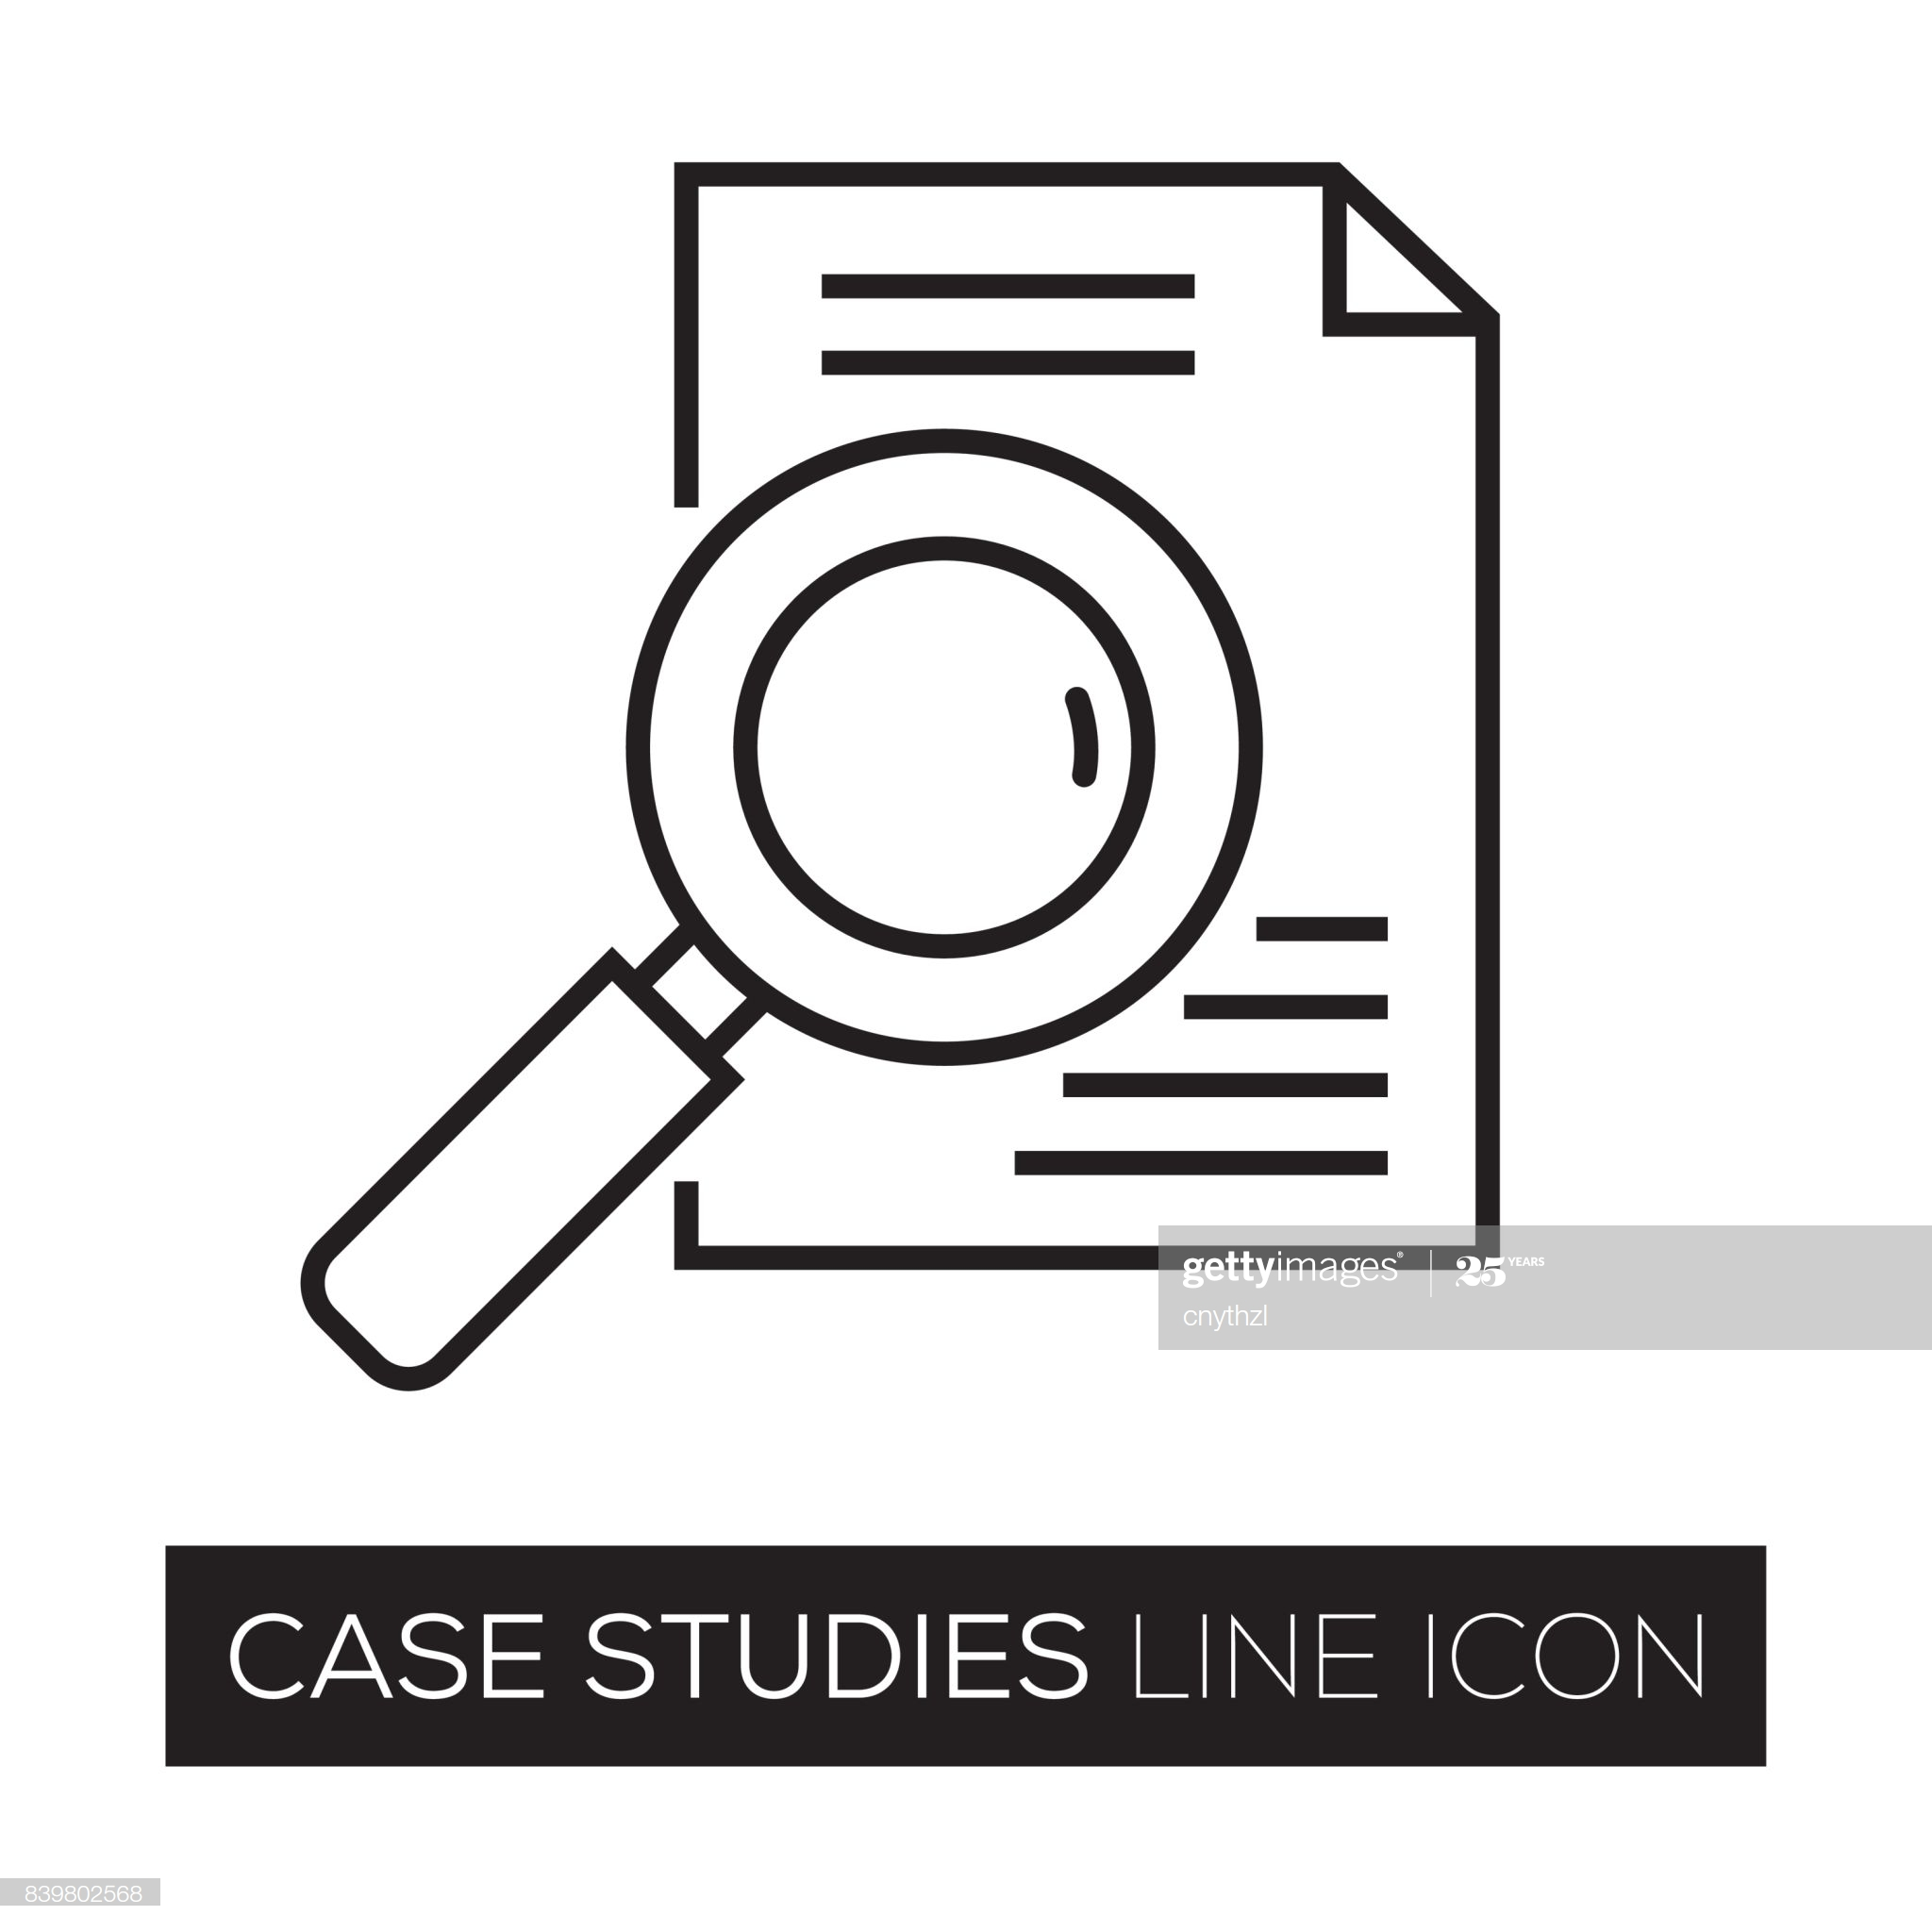 gettyimages® | 25 YEARS
cnythzl
CASE STUDIES LINE ICON
839802568